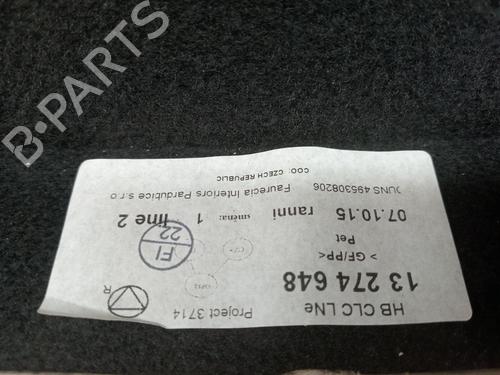 B-PARTS
HB CLC LNe
13 274 648
> GF/PP<
Pet
07.10.15 ranni směna: 1 line 2
DUNS 495308206
Faurecia Interiors Pardubice s.r.o
COO: CZECH REPUBLIC
FI
22
Project 3714
R